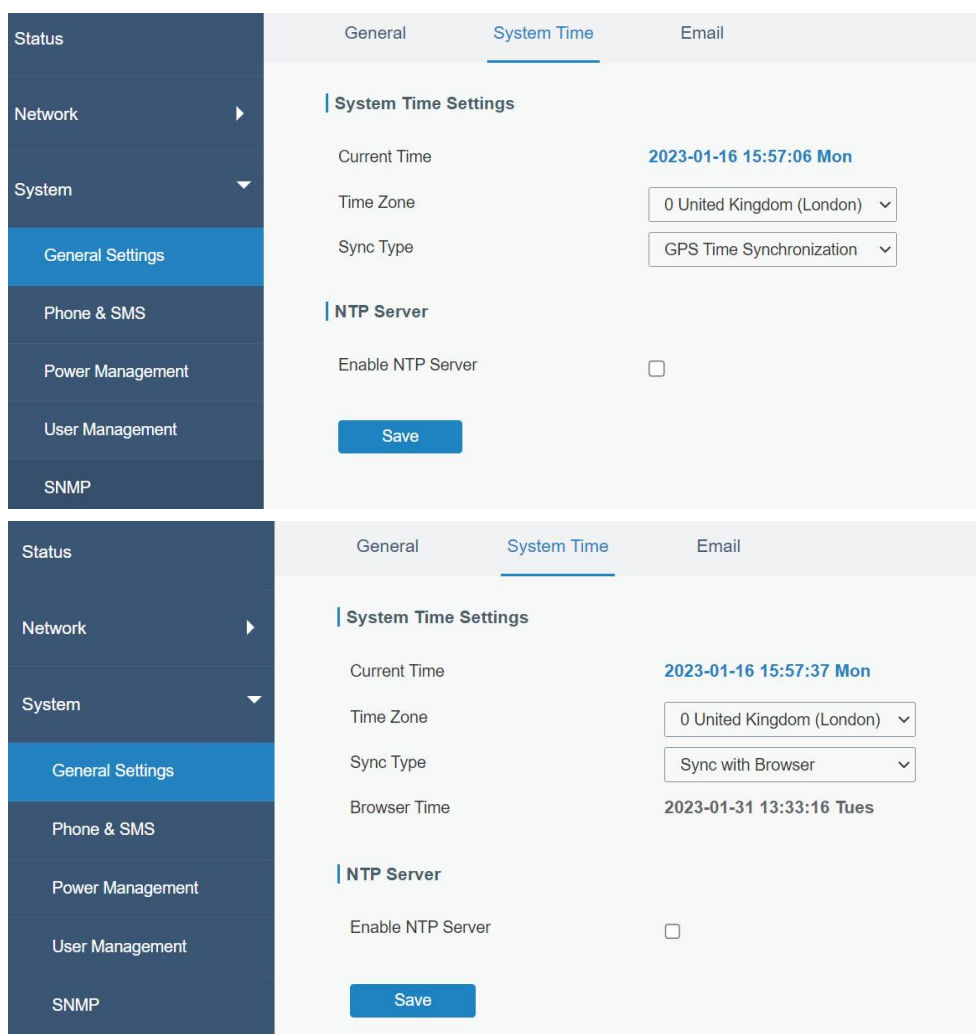 Status
General System Time Email
Network
System Time Settings
Current Time 2023-01-16 15:57:06 Mon
System
Time Zone 0 United Kingdom (London)
General Settings
Sync Type GPS Time Synchronization
Phone & SMS
NTP Server
Power Management
Enable NTP Server
User Management
Save
SNMP
Status
General System Time Email
Network
System Time Settings
Current Time 2023-01-16 15:57:37 Mon
System
Time Zone 0 United Kingdom (London)
General Settings
Sync Type Sync with Browser
Browser Time 2023-01-31 13:33:16 Tues
Phone & SMS
Power Management
NTP Server
User Management
Enable NTP Server
SNMP
Save